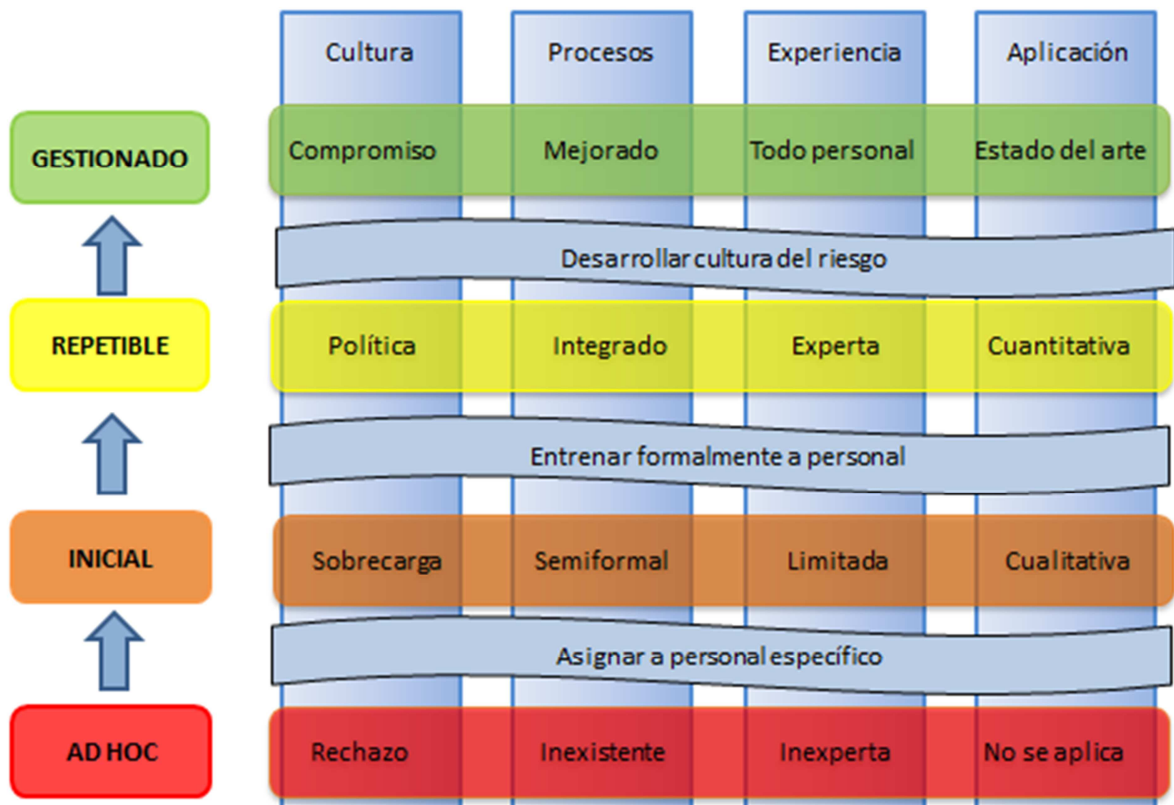 Cultura Procesos Experiencia Aplicación
GESTIONADO Compromiso Mejorado Todo personal Estado del arte
Desarrollar cultura del riesgo
REPETIBLE Política Integrado Experta Cuantitativa
Entrenar formalmente a personal
INICIAL Sobrecarga Semiformal Limitada Cualitativa
Asignar a personal específico
AD HOC Rechazo Inexistente Inexperta No se aplica